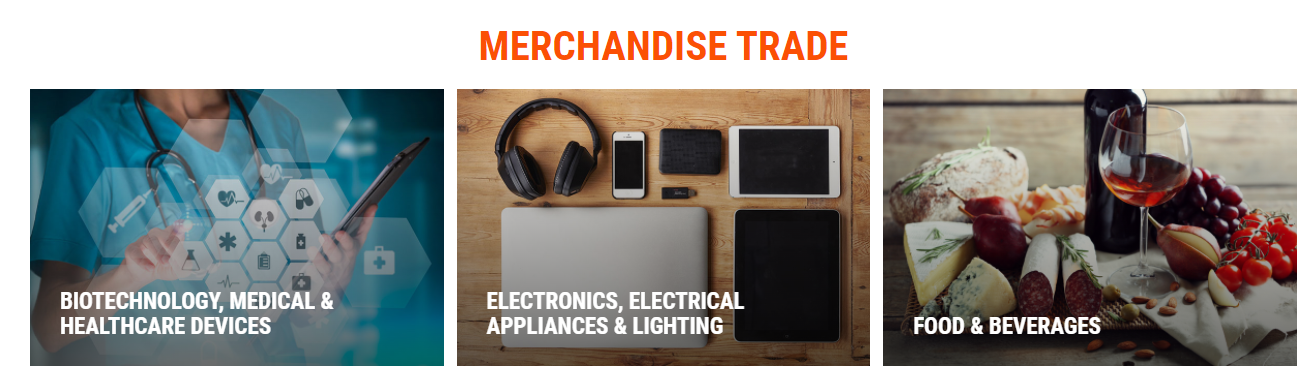 MERCHANDISE TRADE
BIOTECHNOLOGY, MEDICAL &
HEALTHCARE DEVICES
ELECTRONICS, ELECTRICAL
APPLIANCES & LIGHTING
FOOD & BEVERAGES